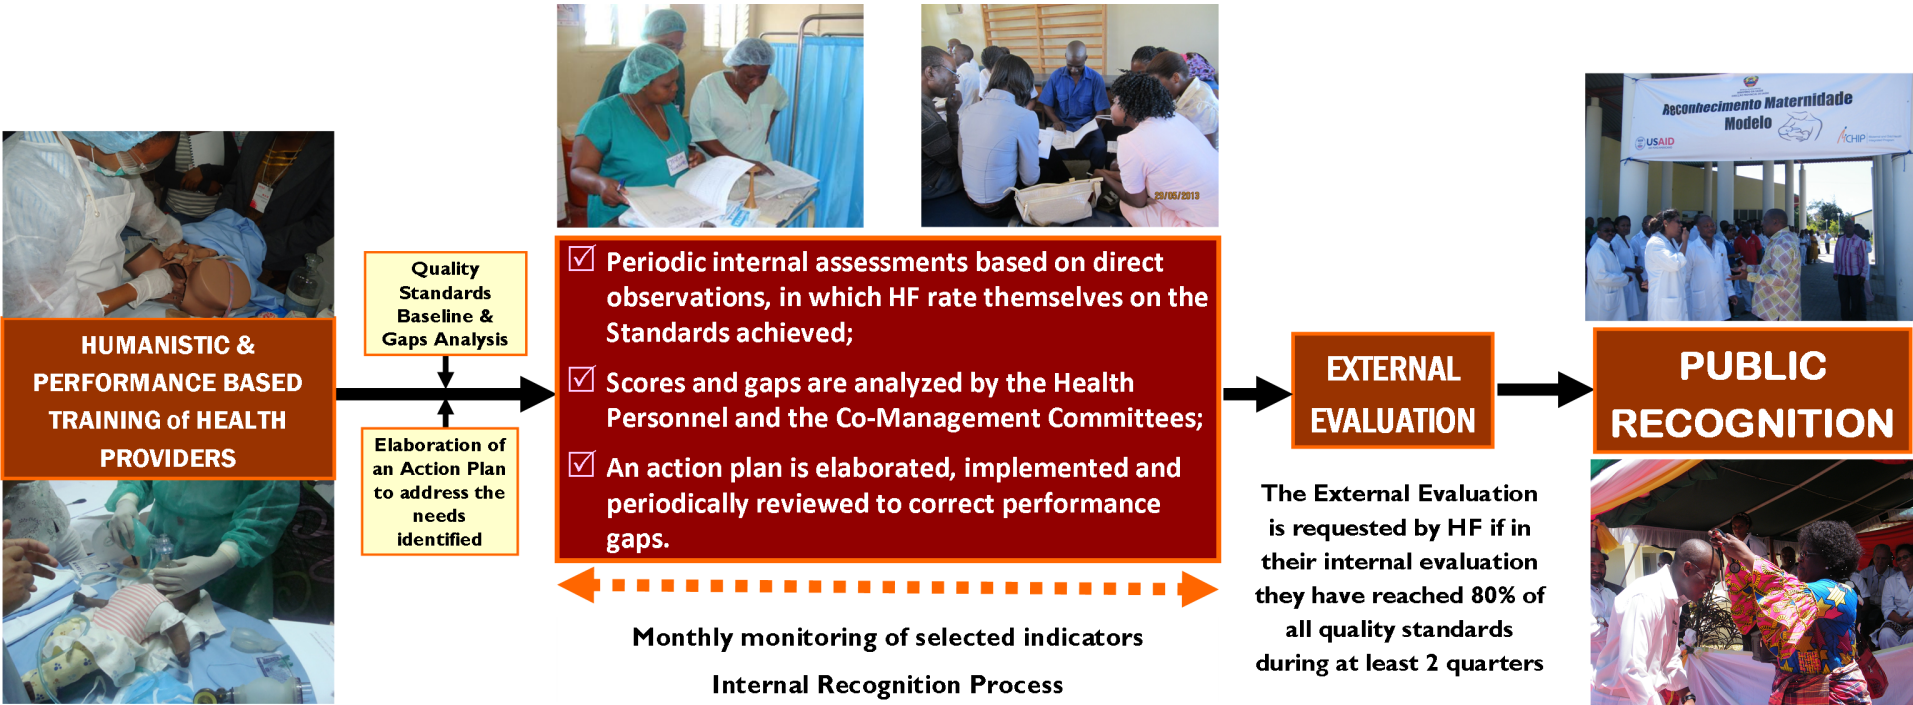 HUMANISTIC &
PERFORMANCE BASED
TRAINING of HEALTH
PROVIDERS
Quality
Standards
Baseline &
Gaps Analysis
Elaboration of
an Action Plan
to address the
needs
identified
29/05/2013
☑ Periodic internal assessments based on direct
observations, in which HF rate themselves on the
Standards achieved;
☑ Scores and gaps are analyzed by the Health
Personnel and the Co-Management Committees;
☑ An action plan is elaborated, implemented and
periodically reviewed to correct performance
gaps.
Monthly monitoring of selected indicators
Internal Recognition Process
EXTERNAL
EVALUATION
The External Evaluation
is requested by HF if in
their internal evaluation
they have reached 80% of
all quality standards
during at least 2 quarters
Reconhecimento Maternidade
Modelo
USAID
MCHIP
PUBLIC
RECOGNITION